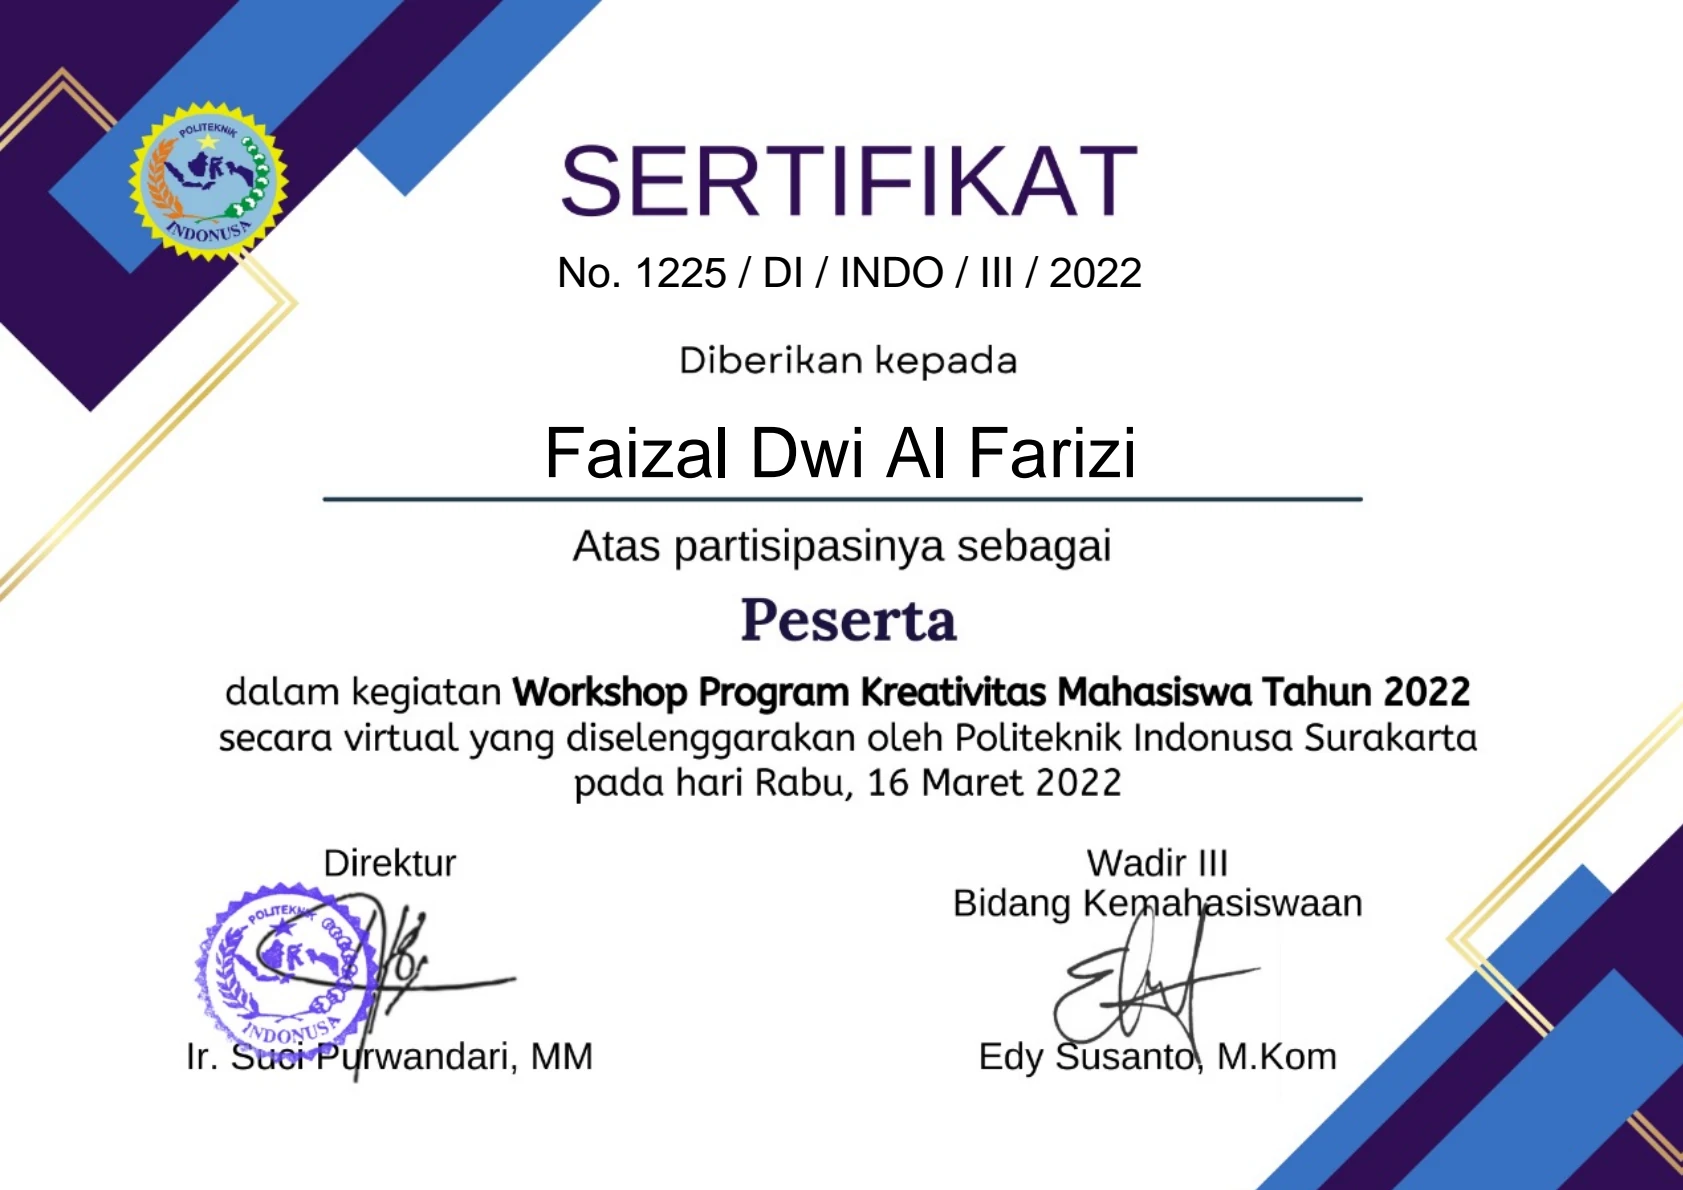 POLITEKNIK
INDONUSA
SERTIFIKAT
No. 1225 / DI / INDO / III / 2022
Diberikan kepada
Faizal Dwi Al Farizi
Atas partisipasinya sebagai
Peserta
dalam kegiatan Workshop Program Kreativitas Mahasiswa Tahun 2022
secara virtual yang diselenggarakan oleh Politeknik Indonusa Surakarta
pada hari Rabu, 16 Maret 2022
Direktur
POLITEKNIK
INDONUSA
Ir. Suci Purwandari, MM
Wadir III
Bidang Kemahasiswaan
Edy Susanto, M.Kom